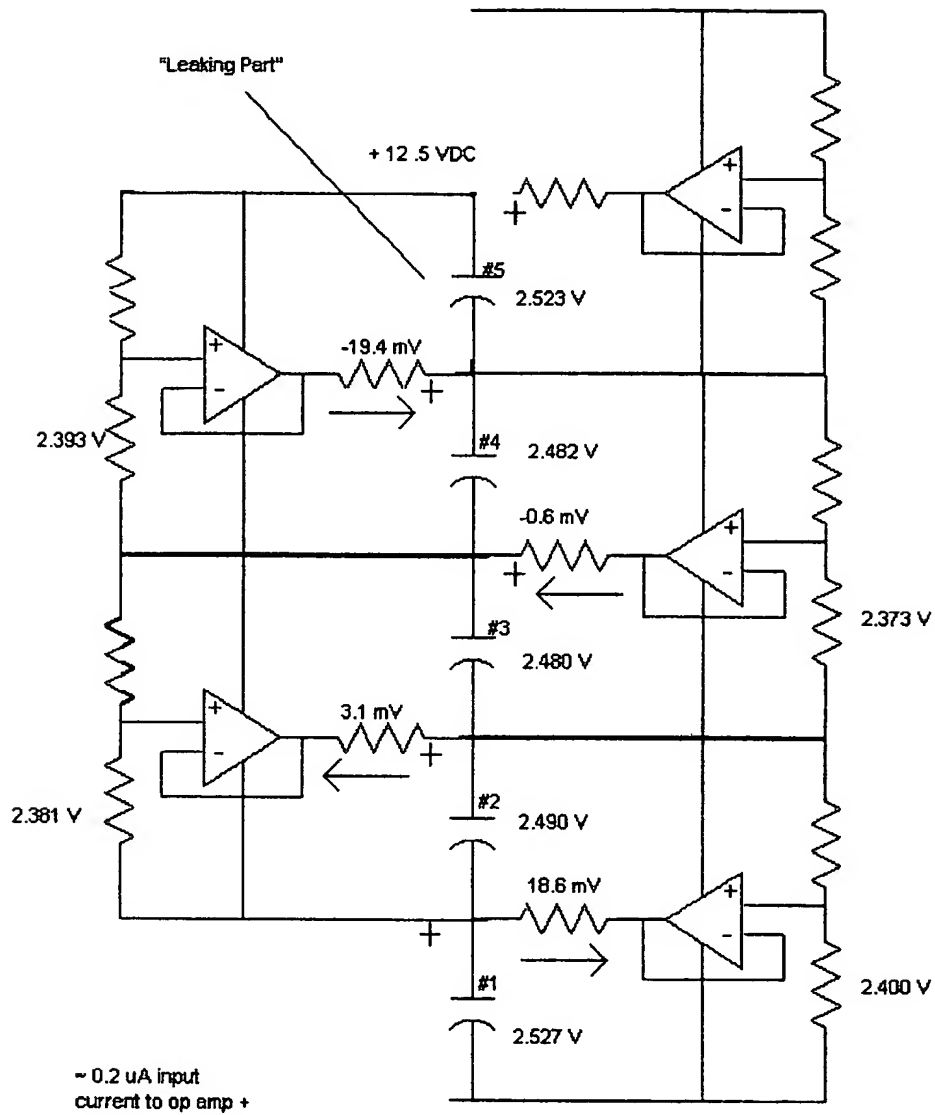 "Leaking Part"
+ 12 .5 VDC
+
-
+
#5
2.523 V
-19.4 mV
+
-
+
2.393 V
#4
2.482 V
-0.6 mV
+
-
+
2.373 V
#3
2.480 V
3.1 mV
+
-
+
2.381 V
#2
2.490 V
18.6 mV
+
-
+
2.400 V
#1
2.527 V
~ 0.2 uA input
current to op amp +